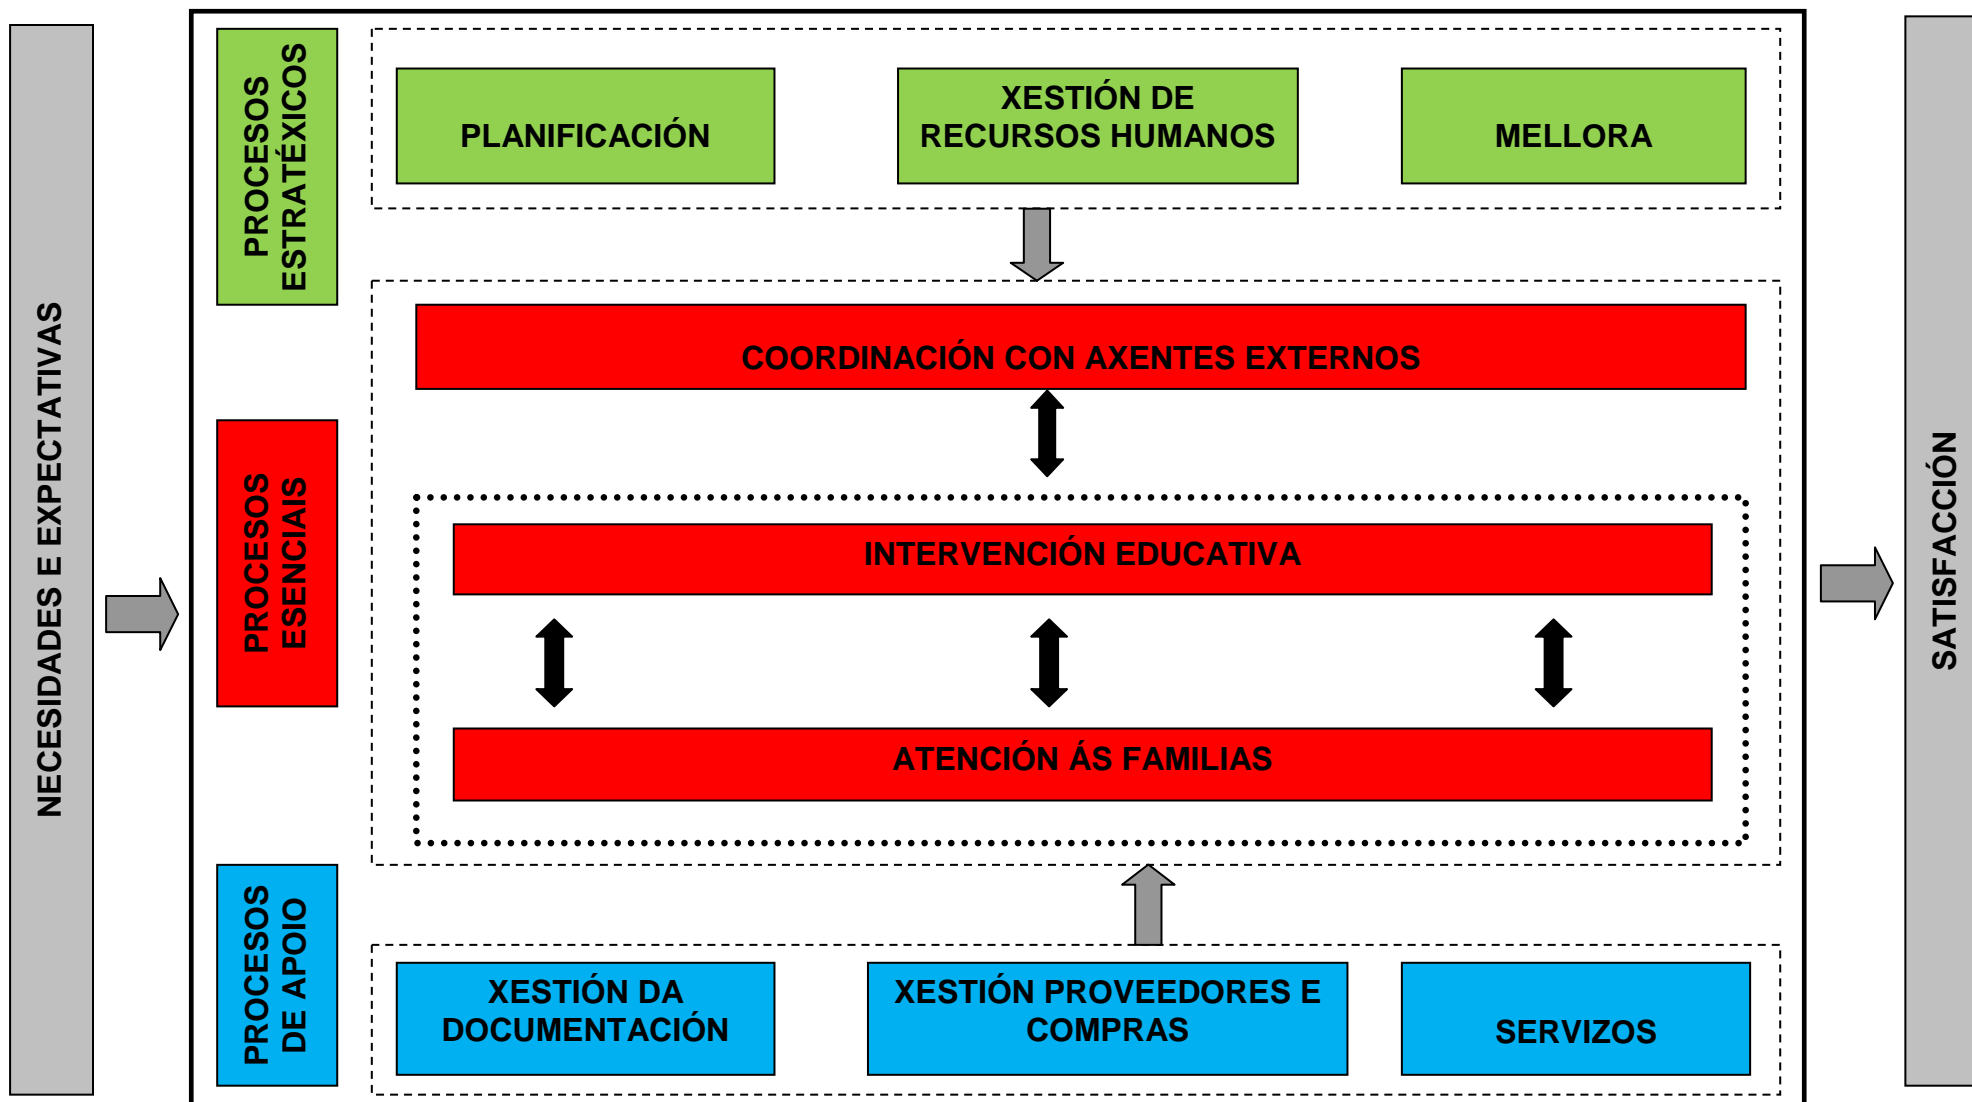 NECESIDADES E EXPECTATIVAS
PROCESOS
ESTRATÉXICOS
PLANIFICACIÓN
XESTIÓN DE
RECURSOS HUMANOS
MELLORA
PROCESOS
ESENCIAIS
COORDINACIÓN CON AXENTES EXTERNOS
INTERVENCIÓN EDUCATIVA
ATENCIÓN ÁS FAMILIAS
PROCESOS
DE APOIO
XESTIÓN DA
DOCUMENTACIÓN
XESTIÓN PROVEEDORES E
COMPRAS
SERVIZOS
SATISFACCIÓN